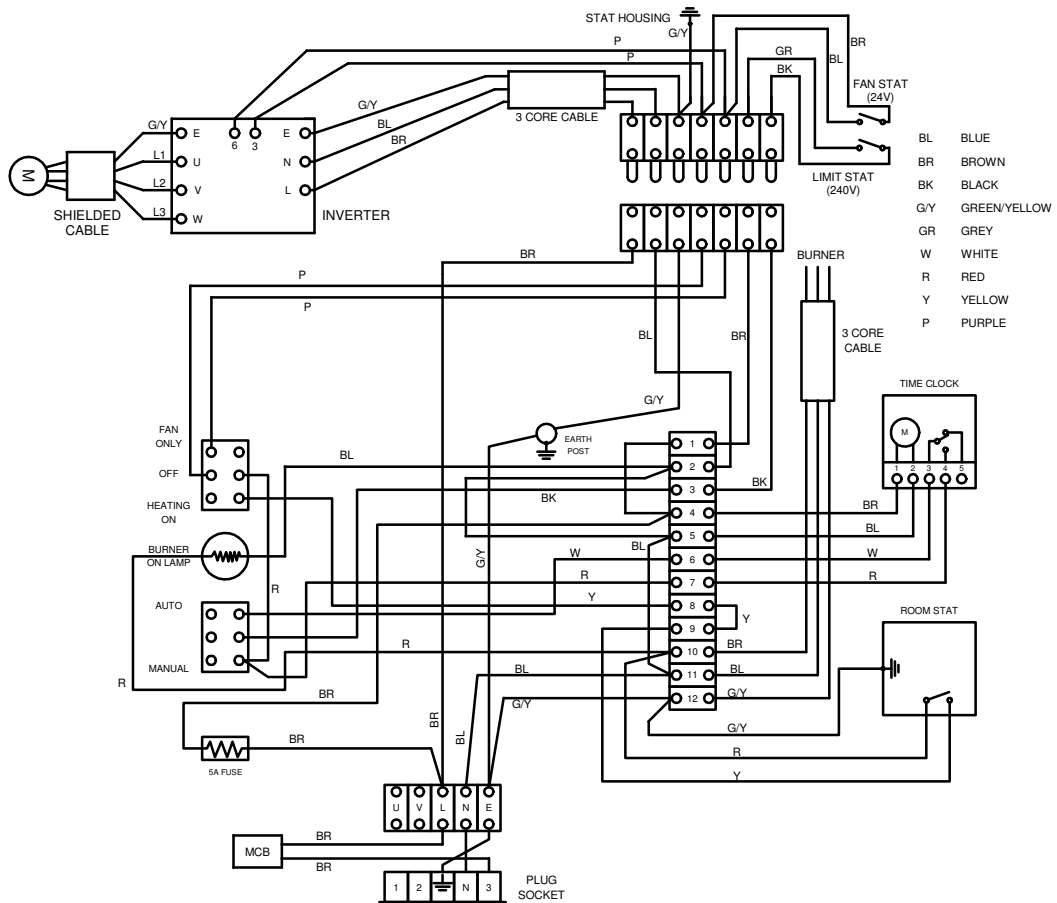 STAT HOUSING
G/Y
P
P
BR
BL
GR
BK
FAN STAT
(24V)
LIMIT STAT
(240V)
G/Y
BL
BR
3 CORE CABLE
G/Y
L1
L2
L3
E
U
V
W
6 3
E
N
L
M
SHIELDED
CABLE
INVERTER
BL BLUE
BR BROWN
BK BLACK
G/Y GREEN/YELLOW
GR GREY
W WHITE
R RED
Y YELLOW
P PURPLE
BR
P
P
BL
BR
G/Y
BURNER
3 CORE
CABLE
TIME CLOCK
M
1 2 3 4 5
FAN
ONLY
OFF
HEATING
ON
BL
EARTH
POST
BK
BK
1
2
3
4
5
6
7
8
9
10
11
12
BR
BL
W
R
BURNER
ON LAMP
G/Y
BL
W
R
Y
R
Y
AUTO
MANUAL
R
R
BR
BL
G/Y
BR
BL
G/Y
ROOM STAT
G/Y
R
Y
BR
BR
5A FUSE
BR
BL
U V L N E
MCB
BR
BR
1 2 N 3
PLUG
SOCKET